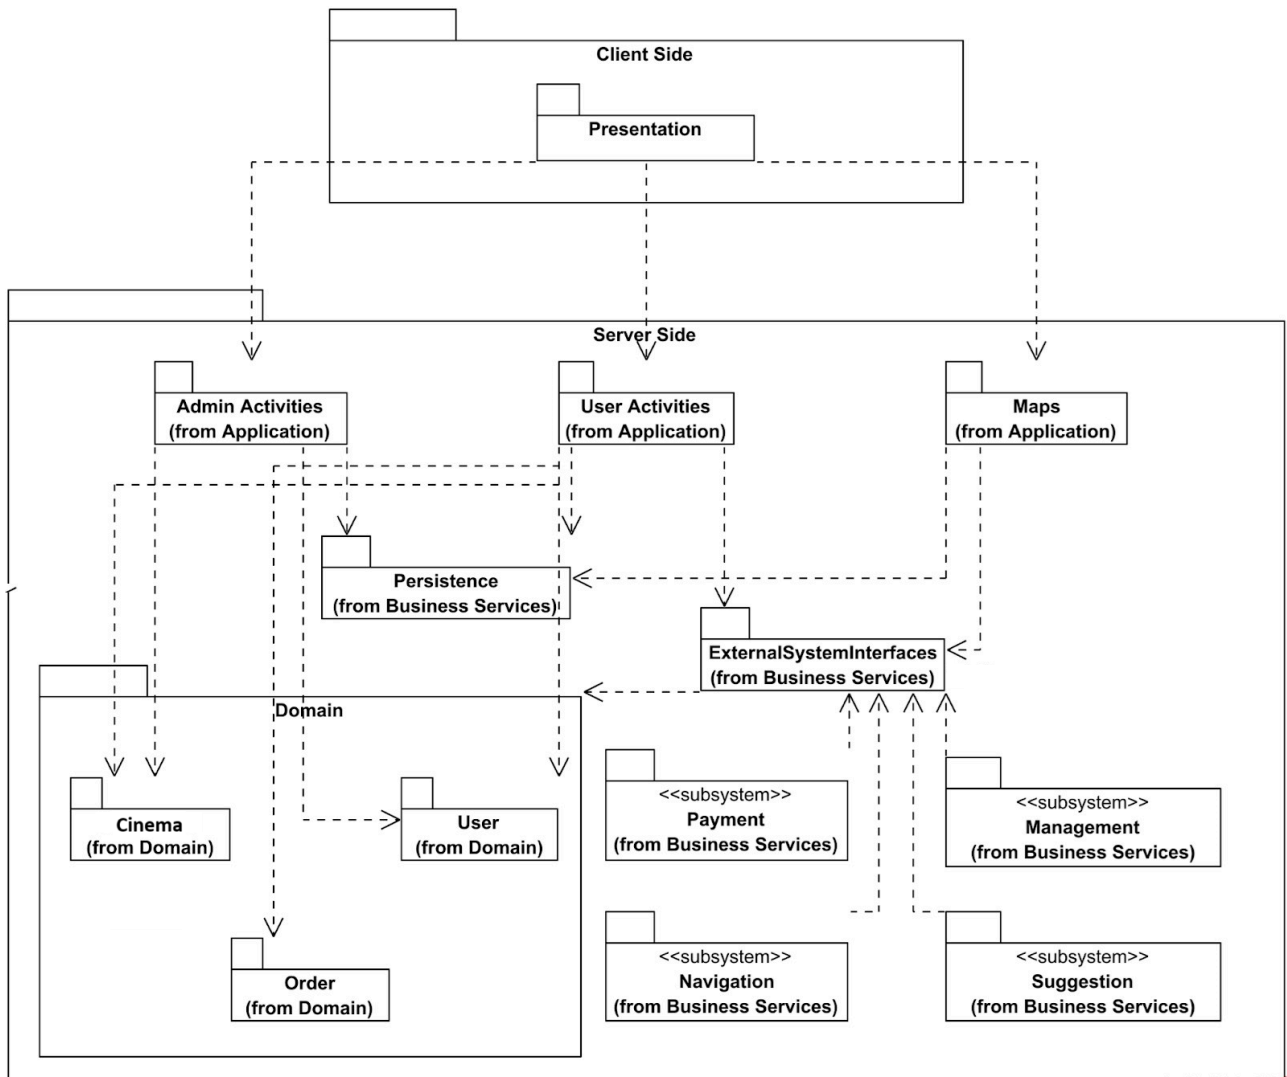 Client Side
Presentation
Server Side
Admin Activities
(from Application)
User Activities
(from Application)
Maps
(from Application)
Persistence
(from Business Services)
ExternalSystemInterfaces
(from Business Services)
Domain
Cinema
(from Domain)
User
(from Domain)
Order
(from Domain)
<<subsystem>>
Payment
(from Business Services)
<<subsystem>>
Management
(from Business Services)
<<subsystem>>
Navigation
(from Business Services)
<<subsystem>>
Suggestion
(from Business Services)